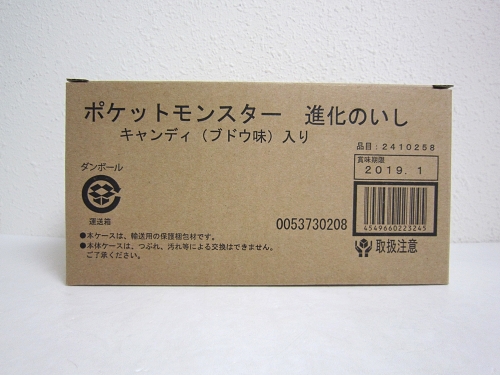 ポケットモンスター　進化のいし
キャンディ（ブドウ味）入り
品目：2410258
賞味期限
2019. 1
ダンボール
運送箱
0053730208
4549660223245
●本ケースは、輸送用の保護梱包材です。
●本体ケースは、つぶれ、汚れ等による交換はできません。
ご了承ください。
取扱注意